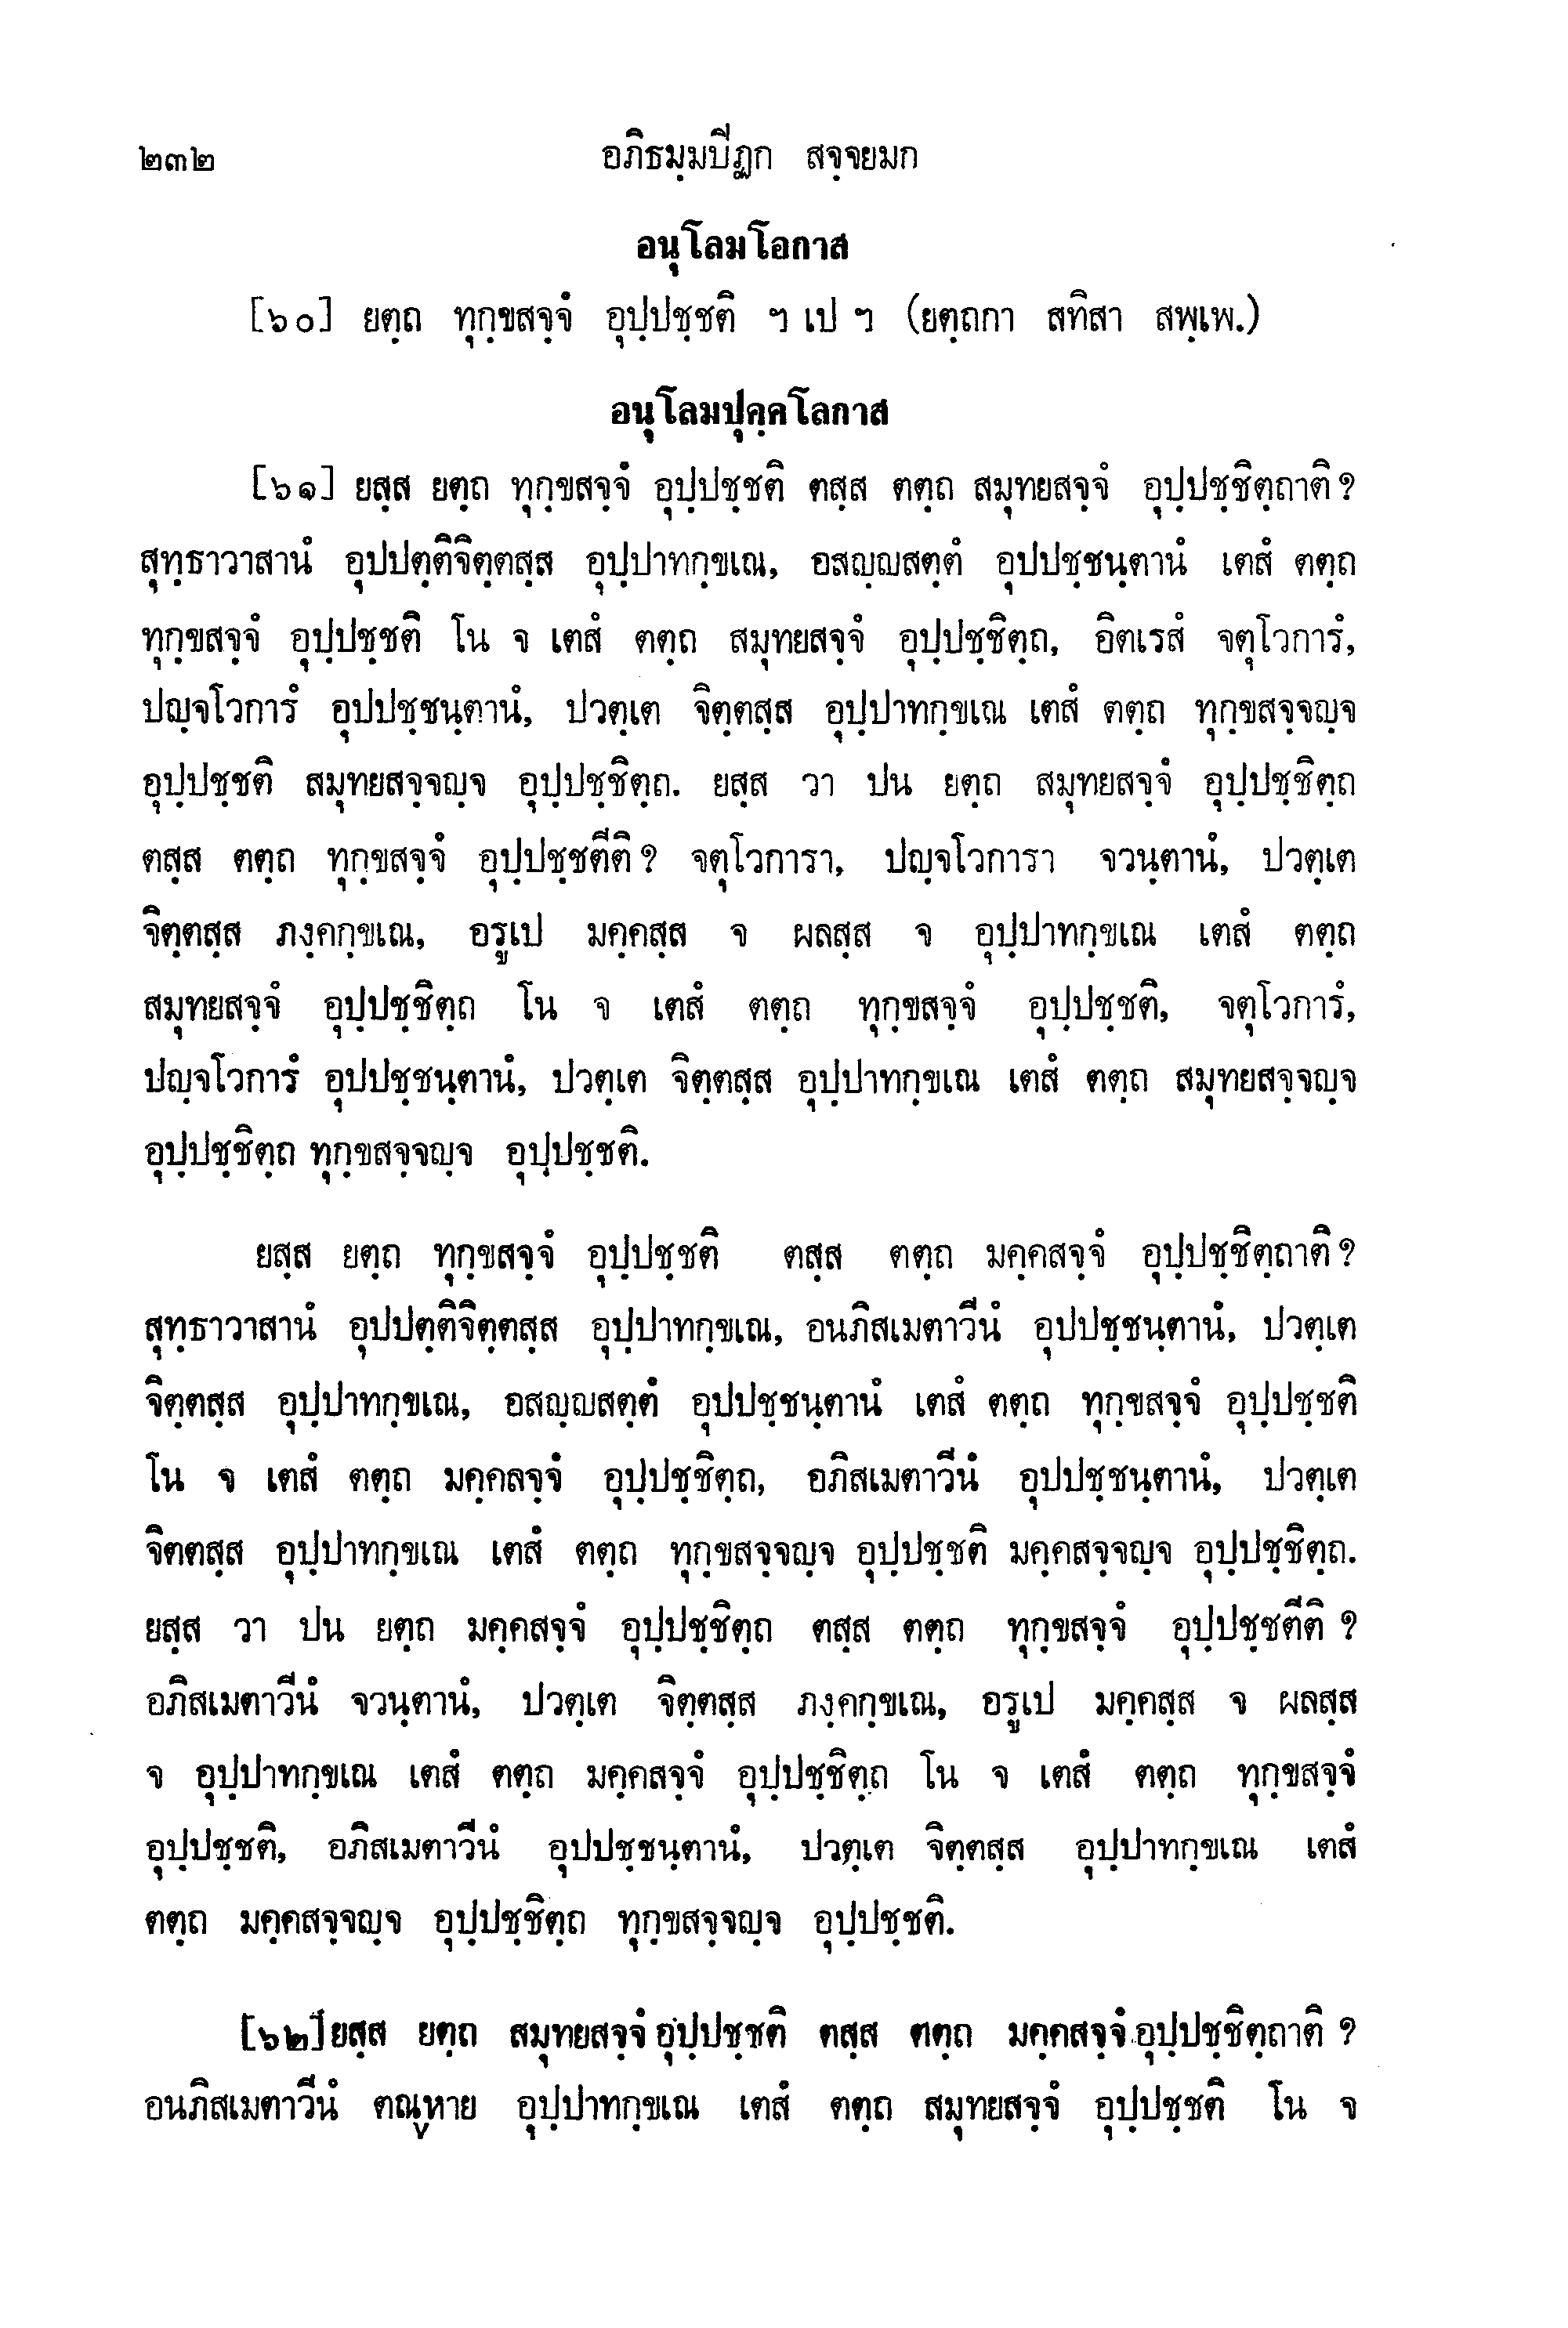 ๒๓๒ อภิธมฺมปีฏก สจฺจยมก
อนุโลมโอกาส
[๖๐] ยตฺถ ทุกฺขสจฺจํ อุปฺปชฺชติ ฯ เป ฯ (ยตฺถกา สทิสา สพฺเพ.)
อนุโลมปุคฺคโลกาส
[๖๑] ยสฺส ยตฺถ ทุกฺขสจฺจํ อุปฺปชฺชติ ตสฺส ตตฺถ สมุทยสจฺจํ อุปฺปชฺชิตฺถาติ ?
สุทฺธาวาสานํ อุปปตฺติจิตฺตสฺส อุปฺปาทกฺขเณ, อสญฺญสตฺตํ อุปปชฺชนฺตานํ เตสํ ตตฺถ
ทุกฺขสจฺจํ อุปฺปชฺชติ โน จ เตสํ ตตฺถ สมุทยสจฺจํ อุปฺปชฺชิตฺถ, อิตเรสํ จตุโวการํ,
ปญฺจโวการํ อุปปชฺชนฺตานํ, ปวตฺเต จิตฺตสฺส อุปฺปาทกฺขเณ เตสํ ตตฺถ ทุกฺขสจฺจญฺจ
อุปฺปชฺชติ สมุทยสจฺจญฺจ อุปฺปชฺชิตฺถ. ยสฺส วา ปน ยตฺถ สมุทยสจฺจํ อุปฺปชฺชิตฺถ
ตสฺส ตตฺถ ทุกฺขสจฺจํ อุปฺปชฺชตีติ ? จตุโวการา, ปญฺจโวการา จวนฺตานํ, ปวตฺเต
จิตฺตสฺส ภงฺคกฺขเณ, อรูเป มคฺคสฺส จ ผลสฺส จ อุปฺปาทกฺขเณ เตสํ ตตฺถ
สมุทยสจฺจํ อุปฺปชฺชิตฺถ โน จ เตสํ ตตฺถ ทุกฺขสจฺจํ อุปฺปชฺชติ, จตุโวการํ,
ปญฺจโวการํ อุปปชฺชนฺตานํ, ปวตฺเต จิตฺตสฺส อุปฺปาทกฺขเณ เตสํ ตตฺถ สมุทยสจฺจญฺจ
อุปฺปชฺชิตฺถ ทุกฺขสจฺจญฺจ อุปฺปชฺชติ.
ยสฺส ยตฺถ ทุกฺขสจฺจํ อุปฺปชฺชติ ตสฺส ตตฺถ มคฺคสจฺจํ อุปฺปชฺชิตฺถาติ ?
สุทฺธาวาสานํ อุปปตฺติจิตฺตสฺส อุปฺปาทกฺขเณ, อนภิสเมตาวีนํ อุปปชฺชนฺตานํ, ปวตฺเต
จิตฺตสฺส อุปฺปาทกฺขเณ, อสญฺญสตฺตํ อุปปชฺชนฺตานํ เตสํ ตตฺถ ทุกฺขสจฺจํ อุปฺปชฺชติ
โน จ เตสํ ตตฺถ มคฺคสจฺจํ อุปฺปชฺชิตฺถ, อภิสเมตาวีนํ อุปปชฺชนฺตานํ, ปวตฺเต
จิตตสฺส อุปฺปาทกฺขเณ เตสํ ตตฺถ ทุกฺขสจฺจญฺจ อุปฺปชฺชติ มคฺคสจฺจญฺจ อุปฺปชฺชิตฺถ.
ยสฺส วา ปน ยตฺถ มคฺคสจฺจํ อุปฺปชฺชิตฺถ ตสฺส ตตฺถ ทุกฺขสจฺจํ อุปฺปชฺชตีติ ?
อภิสเมตาวีนํ จวนฺตานํ, ปวตฺเต จิตฺตสฺส ภงฺคกฺขเณ, อรูเป มคฺคสฺส จ ผลสฺส
จ อุปฺปาทกฺขเณ เตสํ ตตฺถ มคฺคสจฺจํ อุปฺปชฺชิตฺถ โน จ เตสํ ตตฺถ ทุกฺขสจฺจํ
อุปฺปชฺชติ, อภิสเมตาวีนํ อุปปชฺชนฺตานํ, ปวตฺเต จิตฺตสฺส อุปฺปาทกฺขเณ เตสํ
ตตฺถ มคฺคสจฺจญฺจ อุปฺปชฺชิตฺถ ทุกฺขสจฺจญฺจ อุปฺปชฺชติ.
[๖๒] ยสฺส ยตฺถ สมุทยสจฺจํ อุปฺปชฺชติ ตสฺส ตตฺถ มคฺคสจฺจํ อุปฺปชฺชิตฺถาติ ?
อนภิสเมตาวีนํ ตณฺหาย อุปฺปาทกฺขเณ เตสํ ตตฺถ สมุทยสจฺจํ อุปฺปชฺชติ โน จ